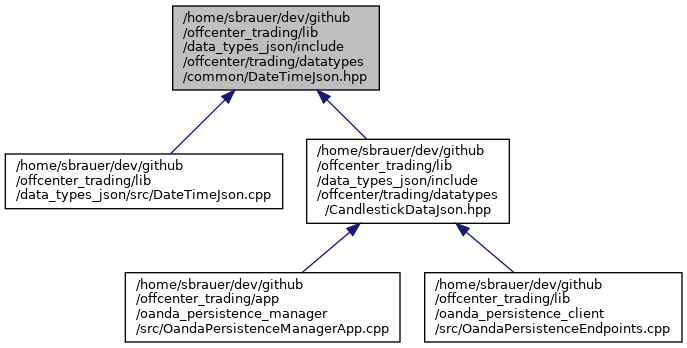 /home/sbrauer/dev/github
/offcenter_trading/lib
/data_types_json/include
/offcenter/trading/datatypes
/common/DateTimeJson.hpp
/home/sbrauer/dev/github
/offcenter_trading/lib
/data_types_json/src/DateTimeJson.cpp
/home/sbrauer/dev/github
/offcenter_trading/lib
/data_types_json/include
/offcenter/trading/datatypes
/CandlestickDataJson.hpp
/home/sbrauer/dev/github
/offcenter_trading/app
/oanda_persistence_manager
/src/OandaPersistenceManagerApp.cpp
/home/sbrauer/dev/github
/offcenter_trading/lib
/oanda_persistence_client
/src/OandaPersistenceEndpoints.cpp